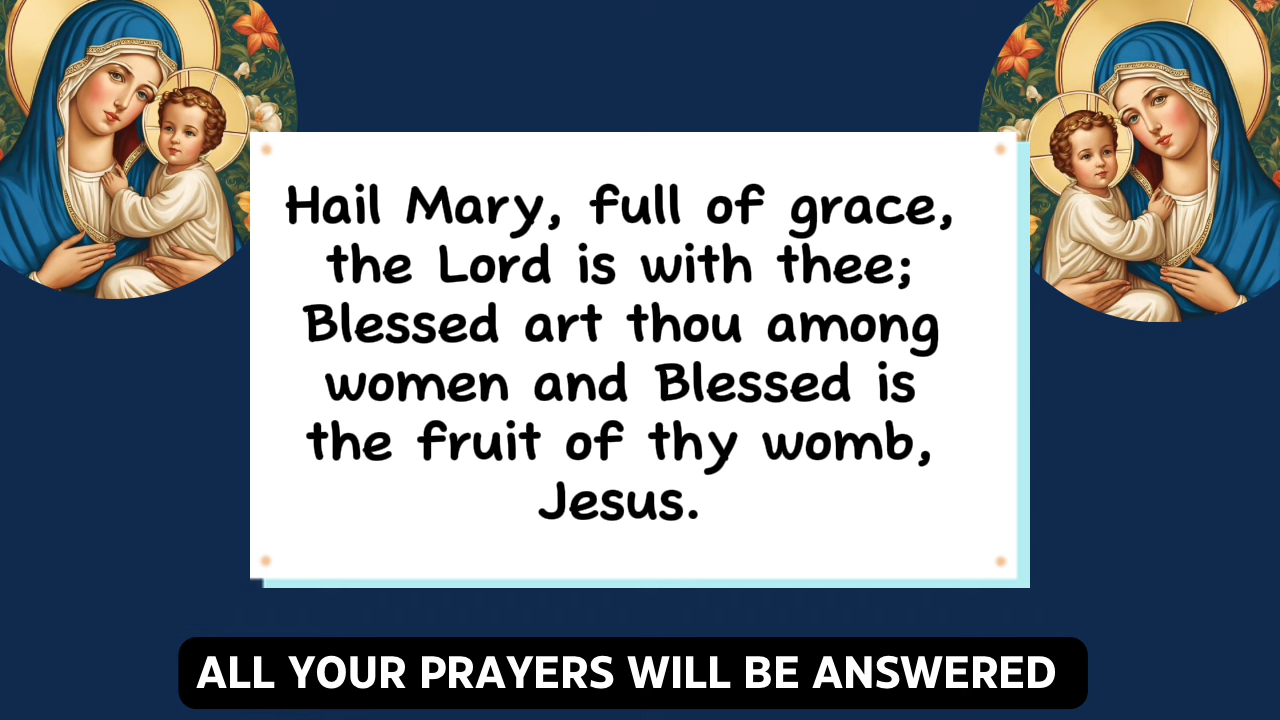 Hail Mary, full of grace,
the Lord is with thee;
Blessed art thou among
women and Blessed is
the fruit of thy womb,
Jesus.
ALL YOUR PRAYERS WILL BE ANSWERED